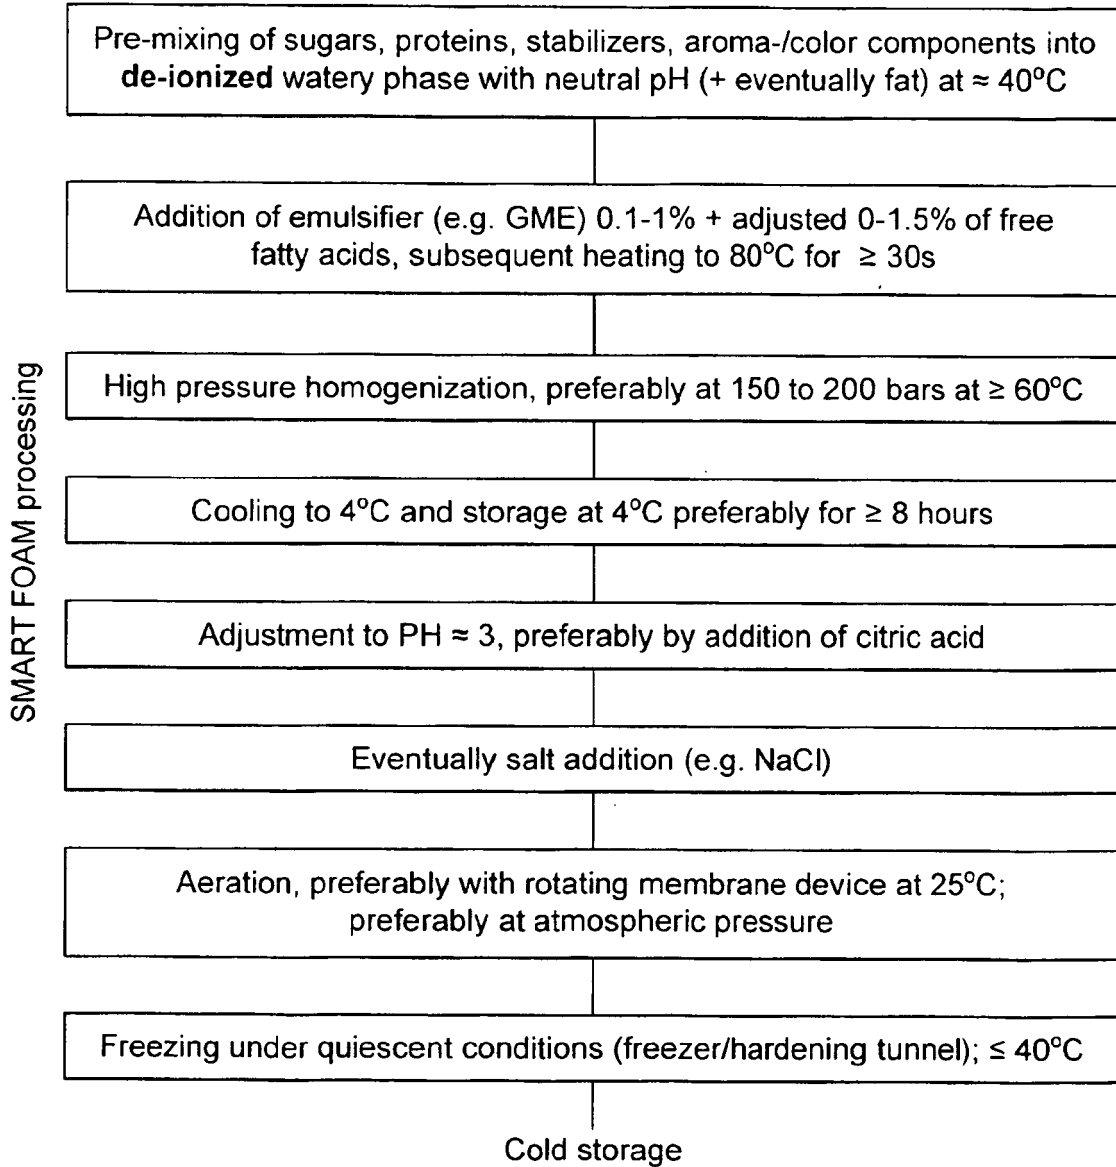 SMART FOAM processing
Pre-mixing of sugars, proteins, stabilizers, aroma-/color components into
de-ionized watery phase with neutral pH (+ eventually fat) at ≈ 40°C
Addition of emulsifier (e.g. GME) 0.1-1% + adjusted 0-1.5% of free
fatty acids, subsequent heating to 80°C for ≥ 30s
High pressure homogenization, preferably at 150 to 200 bars at ≥ 60°C
Cooling to 4°C and storage at 4°C preferably for ≥ 8 hours
Adjustment to PH ≈ 3, preferably by addition of citric acid
Eventually salt addition (e.g. NaCl)
Aeration, preferably with rotating membrane device at 25°C;
preferably at atmospheric pressure
Freezing under quiescent conditions (freezer/hardening tunnel); ≤ 40°C
Cold storage